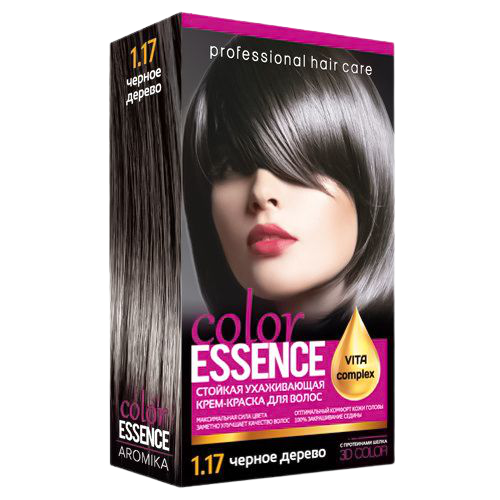 1.17
черное
дерево
color
ESSENCE
AROMIKA
professional hair care
color
ESSENCE
VITA
complex
СТОЙКАЯ УХАЖИВАЮЩАЯ
КРЕМ-КРАСКА ДЛЯ ВОЛОС
МАКСИМАЛЬНАЯ СИЛА ЦВЕТА
ЗАМЕТНО УЛУЧШАЕТ КАЧЕСТВО ВОЛОС
ОПТИМАЛЬНЫЙ КОМФОРТ КОЖИ ГОЛОВЫ
100% ЗАКРАШИВАНИЕ СЕДИНЫ
1.17 черное дерево
С ПРОТЕИНАМИ ШЕЛКА
3D COLOR